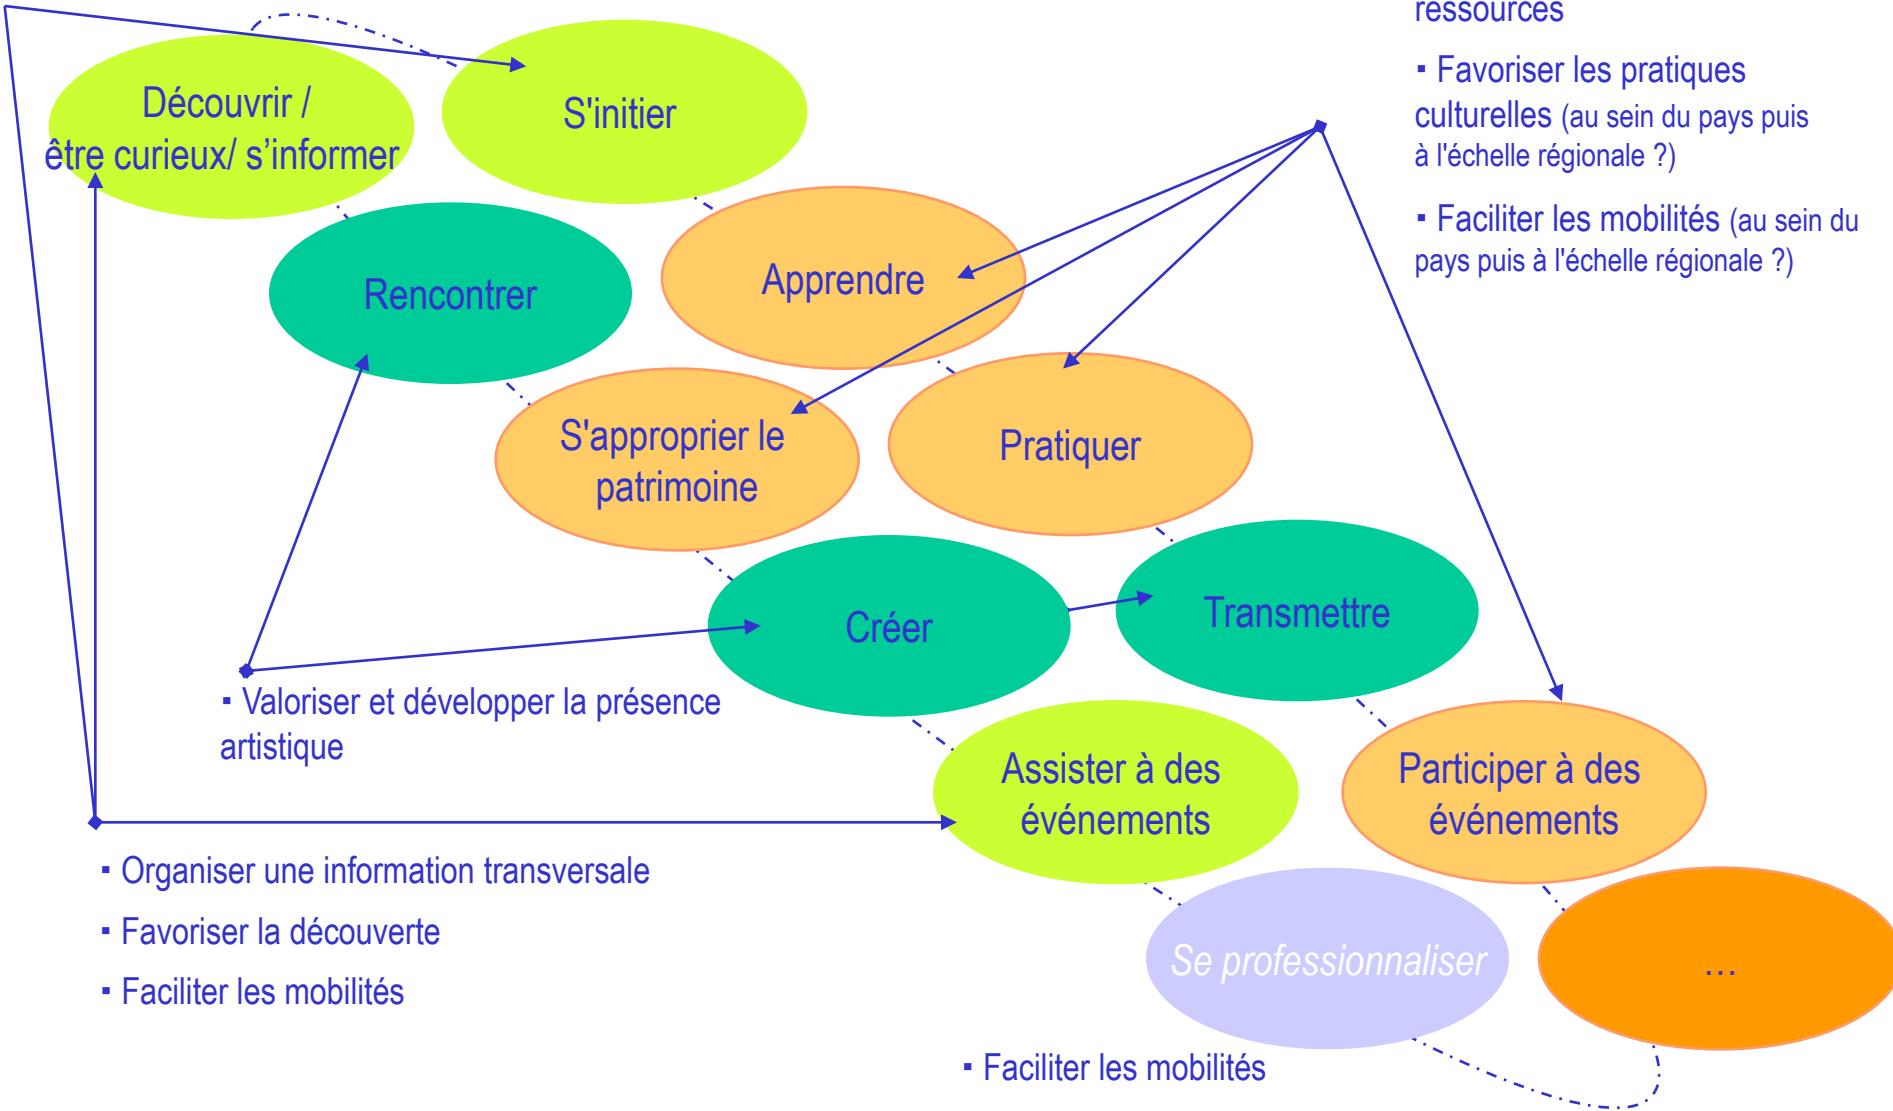 ressources
▪ Favoriser les pratiques
culturelles (au sein du pays puis
à l'échelle régionale ?)
▪ Faciliter les mobilités (au sein du
pays puis à l'échelle régionale ?)
Découvrir /
être curieux/ s’informer
S'initier
Rencontrer
Apprendre
S'approprier le
patrimoine
Pratiquer
Créer
Transmettre
▪ Valoriser et développer la présence
artistique
Assister à des
événements
Participer à des
événements
▪ Organiser une information transversale
▪ Favoriser la découverte
▪ Faciliter les mobilités
Se professionnaliser
…
▪ Faciliter les mobilités